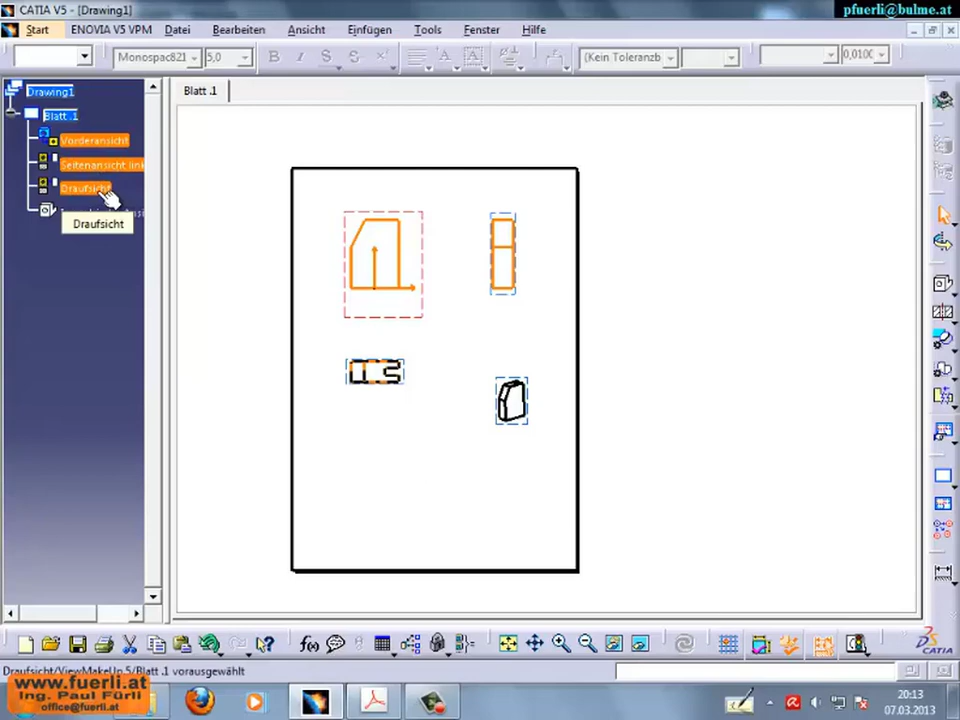 CATIA V5 - [Drawing1]
pfuerli@bulme.at
Start ENOVIA V5 VPM Datei Bearbeiten Ansicht Einfügen Tools Fenster Hilfe
Monospac821 5,0 B I S (Kein Toleranzb 0,010(
Drawing1
Blatt .1
Blatt .1
Vorderansicht
Seitenansicht link
Draufsicht
Draufsicht
f(x)
CATIA
Draufsicht/ViewMakeUp.5/Blatt .1 vorausgewählt
www.fuerli.at
Ing. Paul Fürli
office@fuerli.at
20:13
07.03.2013